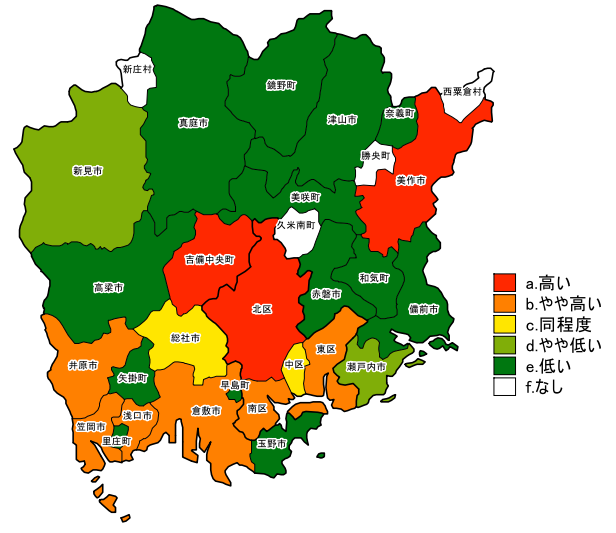 新庄村
鏡野町
西粟倉村
真庭市
津山市
奈義町
勝央町
新見市
美作市
美咲町
久米南町
吉備中央町
和気町
高梁市
赤磐市
北区
備前市
総社市
東区
井原市
中区
瀬戸内市
矢掛町
早島町
浅口市
倉敷市
南区
笠岡市
里庄町
玉野市
a.高い
b.やや高い
c.同程度
d.やや低い
e.低い
f.なし